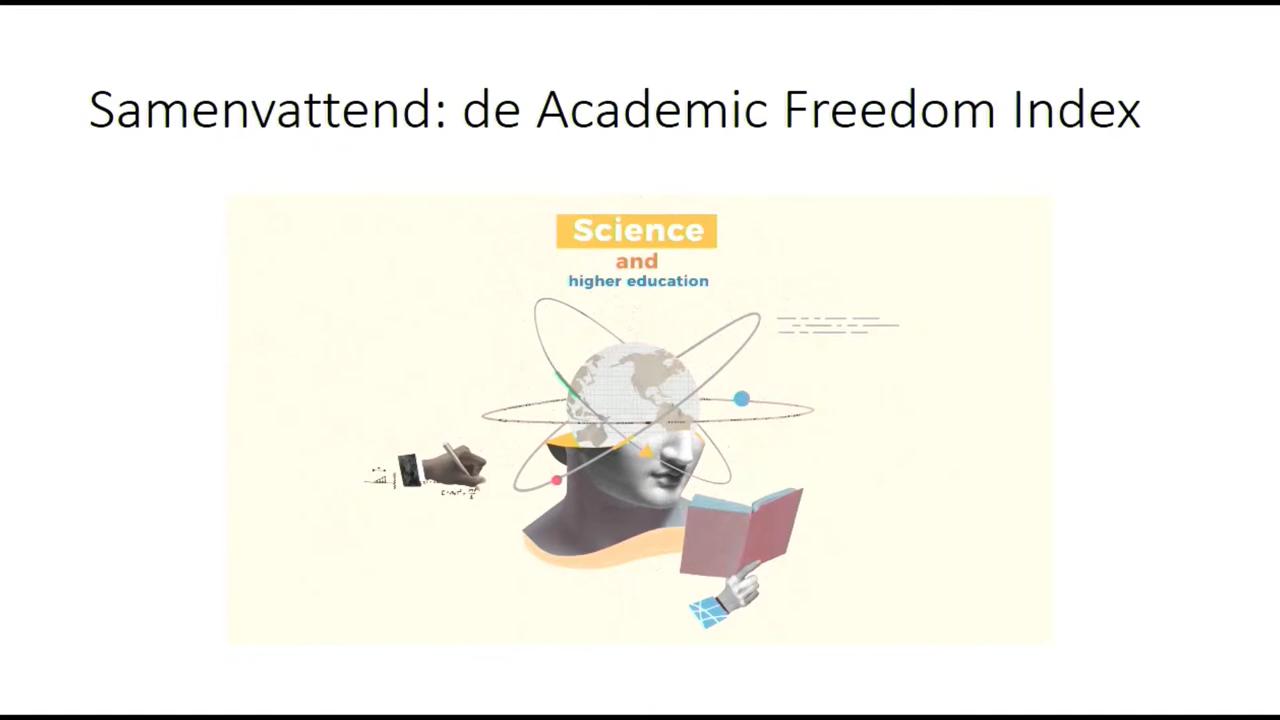 Samenvattend: de Academic Freedom Index
Science
and
higher education